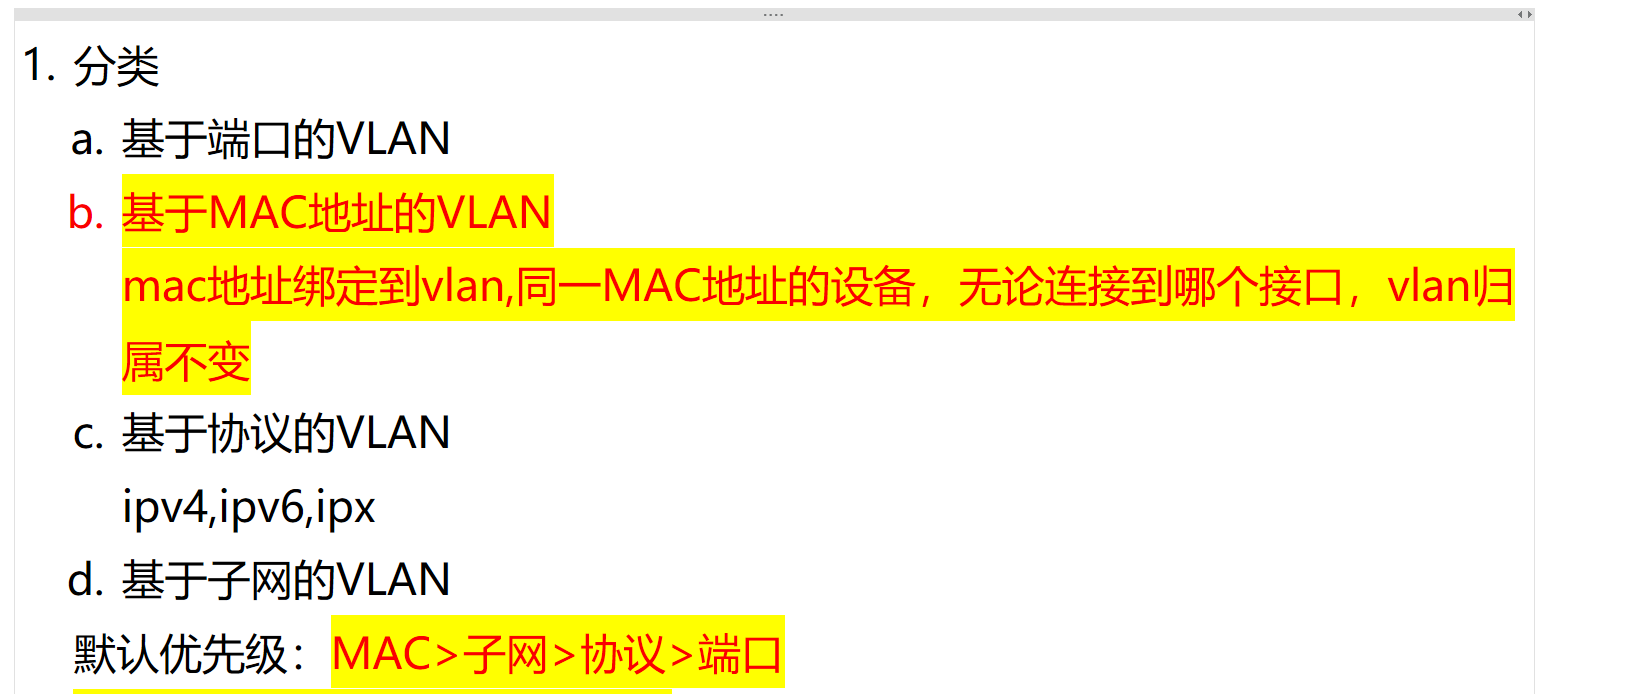 1. 分类
a. 基于端口的VLAN
b. 基于MAC地址的VLAN
mac地址绑定到vlan,同一MAC地址的设备，无论连接到哪个接口，vlan归
属不变
c. 基于协议的VLAN
ipv4,ipv6,ipx
d. 基于子网的VLAN
默认优先级：MAC>子网>协议>端口